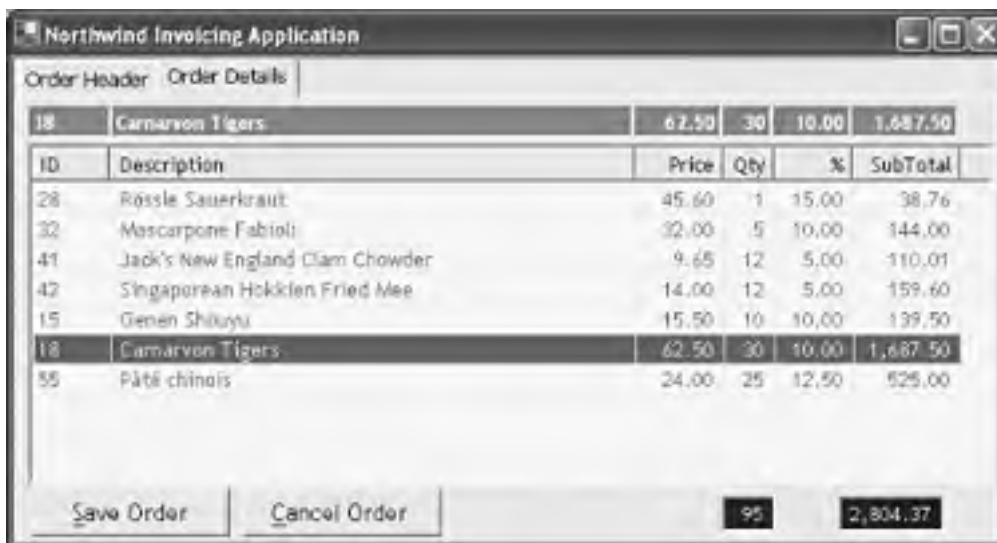 Northwind Invoicing Application
Order Header Order Details
18 Carnarvon Tigers 62.50 30 10.00 1,687.50
ID Description Price Qty % SubTotal
28 Rössle Sauerkraut 45.60 1 15.00 38.76
32 Mascarpone Fabioli 32.00 5 10.00 144.00
41 Jack's New England Clam Chowder 9.65 12 5.00 110.01
42 Singaporean Hokkien Fried Mee 14.00 12 5.00 159.60
15 Genen Shouyu 15.50 10 10.00 139.50
18 Carnarvon Tigers 62.50 30 10.00 1,687.50
55 Pâté chinois 24.00 25 12.50 525.00
Save Order Cancel Order 95 2,804.37